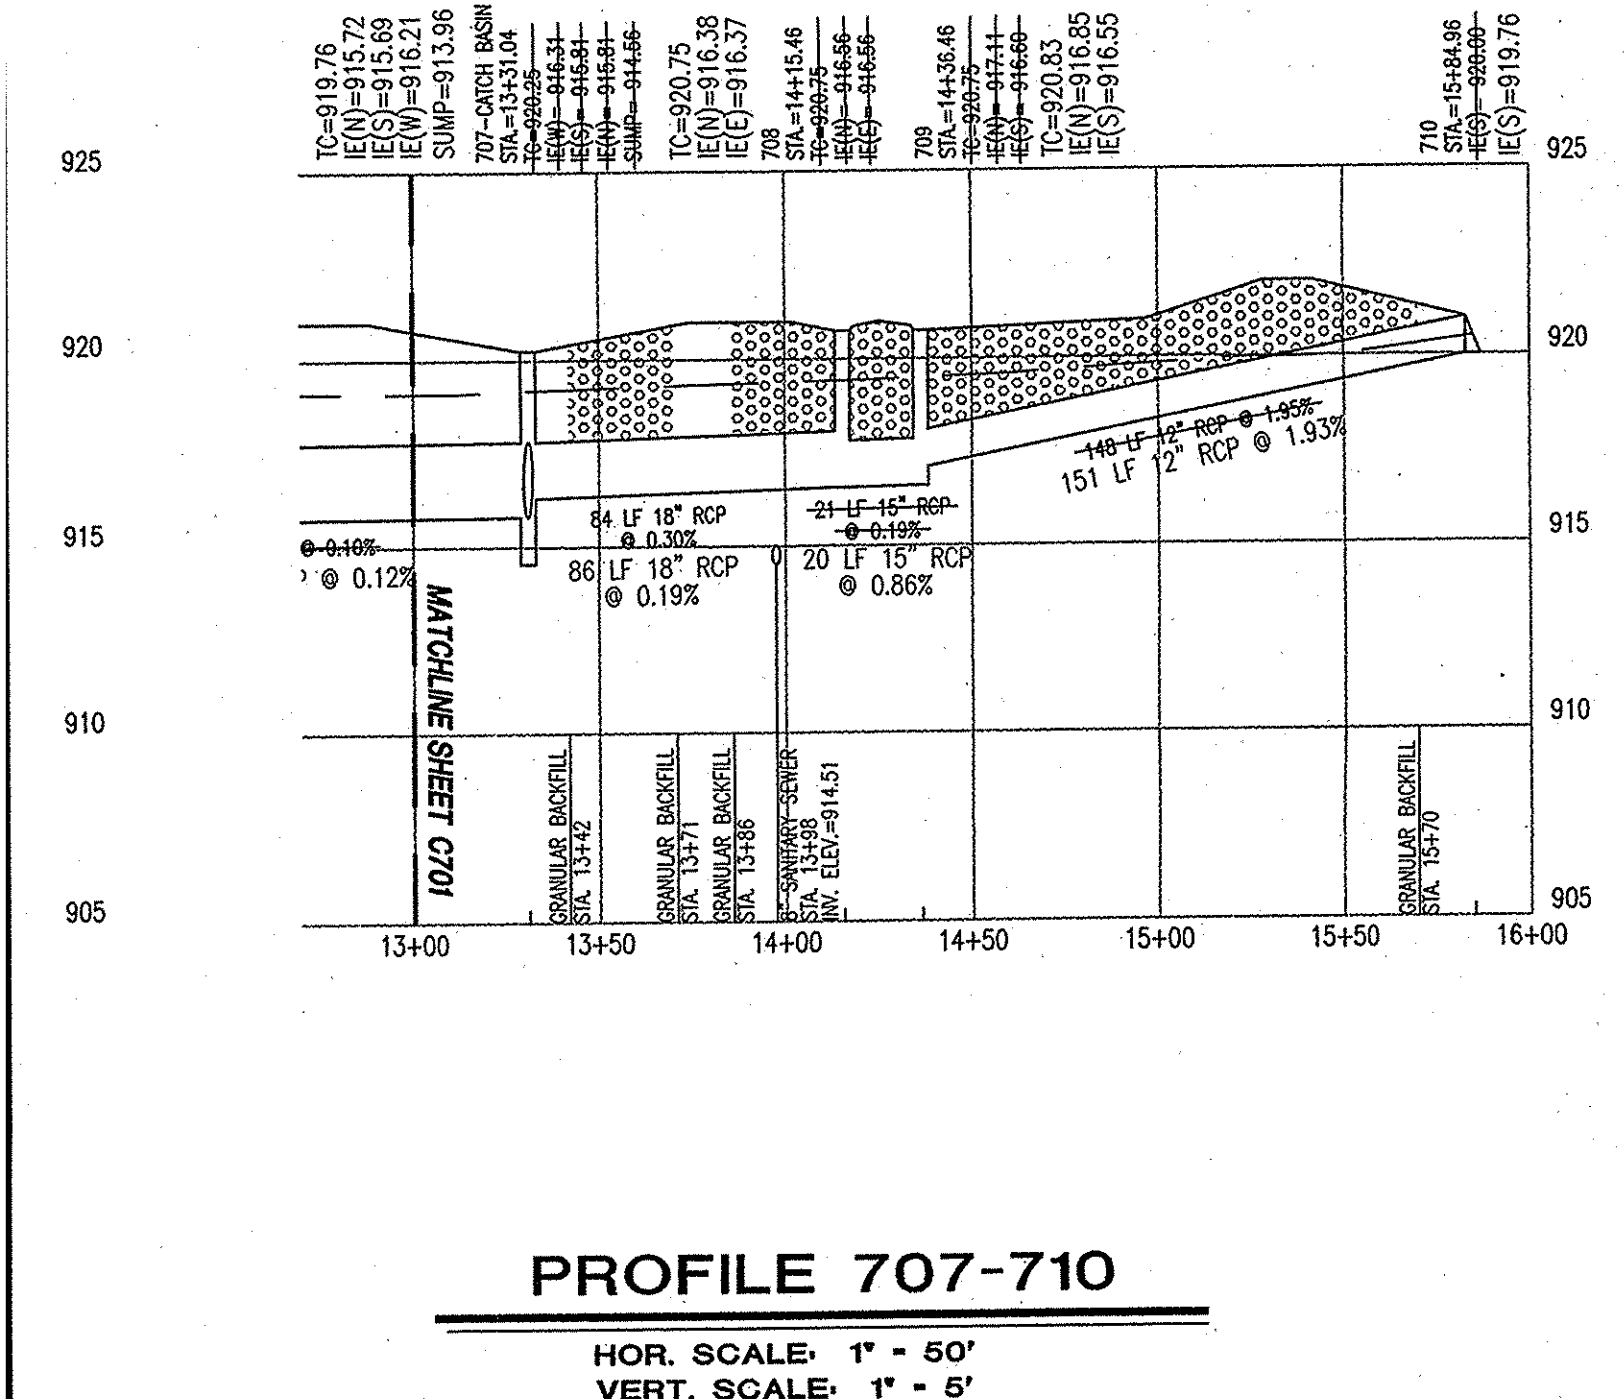 TC=919.76
IE(N)=915.72
IE(S)=915.69
IE(W)=916.21
SUMP=913.96
707-CATCH BASIN
STA.=13+31.04
TC=920.25
IE(W)= 916.31
IE(S)= 915.81
IE(N)= 915.81
SUMP= 914.56
TC=920.75
IE(N)=916.38
IE(E)=916.37
708
STA.=14+15.46
TC=920.75
IE(N)= 916.56
IE(E)= 916.56
709
STA.=14+36.46
TC=920.75
IE(N)= 917.11
IE(S)= 916.60
TC=920.83
IE(N)=916.85
IE(S)=916.55
710
STA.=15+84.96
IE(S)= 920.00
IE(S)=919.76
925
925
920
920
148 LF 12" RCP @ 1.95%
151 LF 12" RCP @ 1.93%
84 LF 18" RCP
@ 0.30%
86 LF 18" RCP
@ 0.19%
21 LF 15" RCP
@ 0.19%
20 LF 15" RCP
@ 0.86%
915
915
@ 0.10%
@ 0.12%
MATCHLINE SHEET C701
910
910
GRANULAR BACKFILL
STA. 13+42
GRANULAR BACKFILL
STA. 13+71
GRANULAR BACKFILL
STA. 13+86
8" SANITARY SEWER
STA. 13+98
INV. ELEV.=914.51
GRANULAR BACKFILL
STA. 15+70
905
905
13+00
13+50
14+00
14+50
15+00
15+50
16+00
PROFILE 707-710
HOR. SCALE: 1" = 50'
VERT. SCALE: 1" = 5'